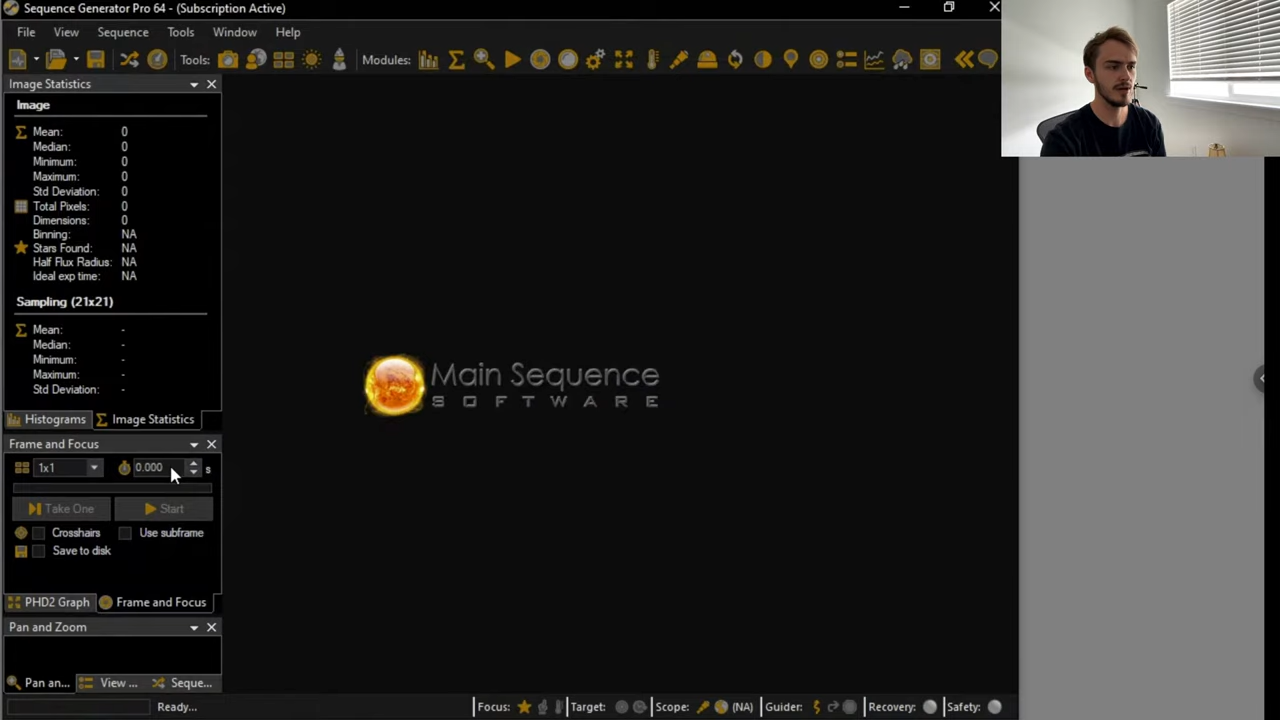 Sequence Generator Pro 64 - (Subscription Active)
File View Sequence Tools Window Help
Tools: Modules:
Image Statistics
Image
Mean: 0
Median: 0
Minimum: 0
Maximum: 0
Std Deviation: 0
Total Pixels: 0
Dimensions: 0
Binning: NA
Stars Found: NA
Half Flux Radius: NA
Ideal exp time: NA
Sampling (21x21)
Mean: -
Median: -
Minimum: -
Maximum: -
Std Deviation: -
Histograms Image Statistics
Frame and Focus
1x1 0.000 s
Take One Start
Crosshairs Use subframe
Save to disk
PHD2 Graph Frame and Focus
Pan and Zoom
Pan an... View ... Seque...
Main Sequence
SOFTWARE
Ready... Focus: Target: Scope: (NA) Guider: Recovery: Safety: